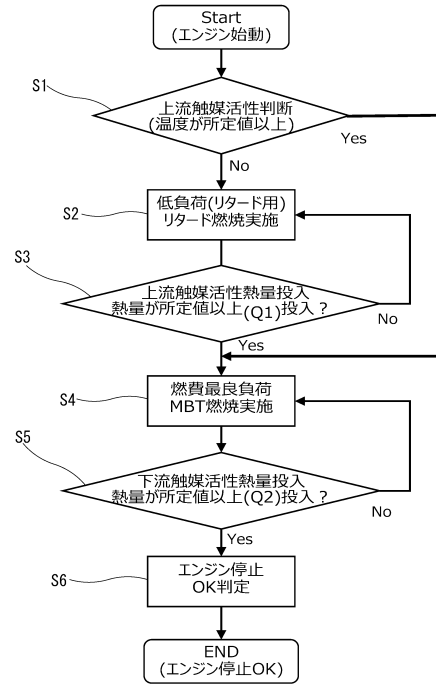 Start
(エンジン始動)
S1
上流触媒活性判断
(温度が所定値以上)
Yes
No
S2
低負荷(リタード用)
リタード燃焼実施
S3
上流触媒活性熱量投入
熱量が所定値以上(Q1)投入？
No
Yes
S4
燃費最良負荷
MBT燃焼実施
S5
下流触媒活性熱量投入
熱量が所定値以上(Q2)投入？
No
Yes
S6
エンジン停止
OK判定
END
(エンジン停止OK)